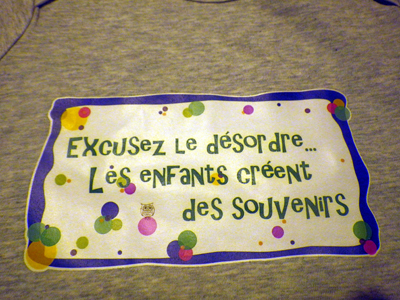 Excusez le désordre...
Les enfants créent
des souvenirs